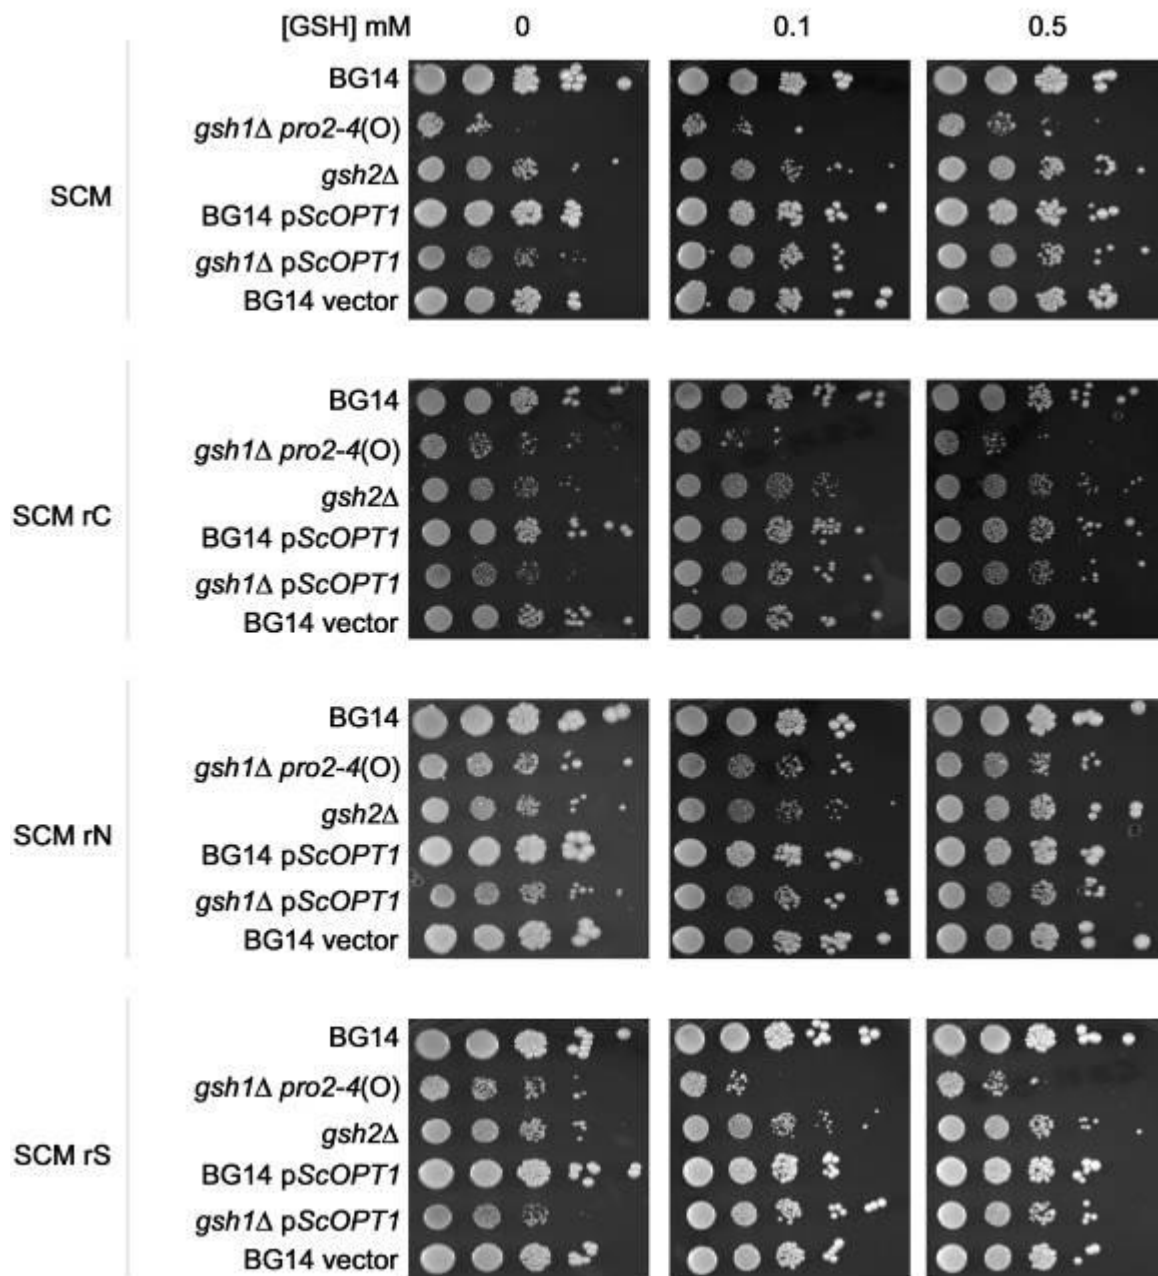 [GSH] mM 0 0.1 0.5
SCM
BG14
gsh1Δ pro2-4(O)
gsh2Δ
BG14 pScOPT1
gsh1Δ pScOPT1
BG14 vector
SCM rC
BG14
gsh1Δ pro2-4(O)
gsh2Δ
BG14 pScOPT1
gsh1Δ pScOPT1
BG14 vector
SCM rN
BG14
gsh1Δ pro2-4(O)
gsh2Δ
BG14 pScOPT1
gsh1Δ pScOPT1
BG14 vector
SCM rS
BG14
gsh1Δ pro2-4(O)
gsh2Δ
BG14 pScOPT1
gsh1Δ pScOPT1
BG14 vector